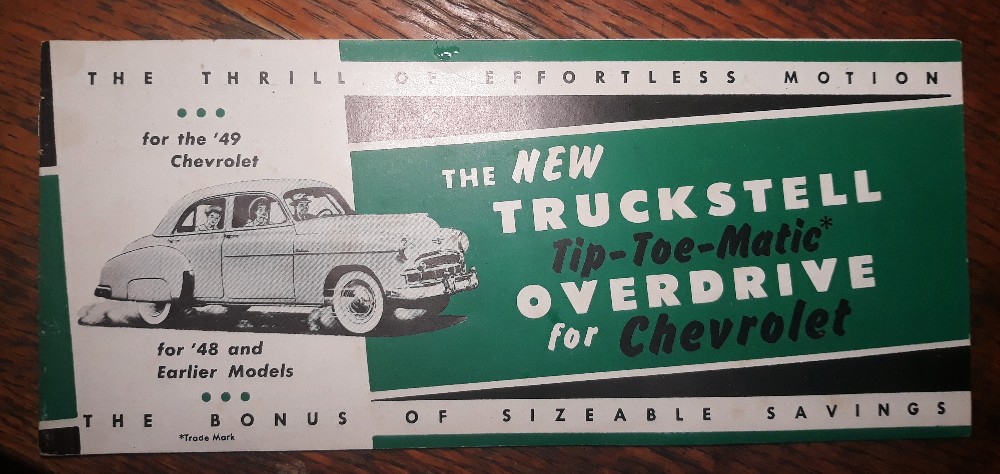 THE THRILL OF EFFORTLESS MOTION
for the '49
Chevrolet
THE NEW
TRUCKSTELL
Tip-Toe-Matic*
OVERDRIVE
for Chevrolet
for '48 and
Earlier Models
THE BONUS OF SIZEABLE SAVINGS
*Trade Mark